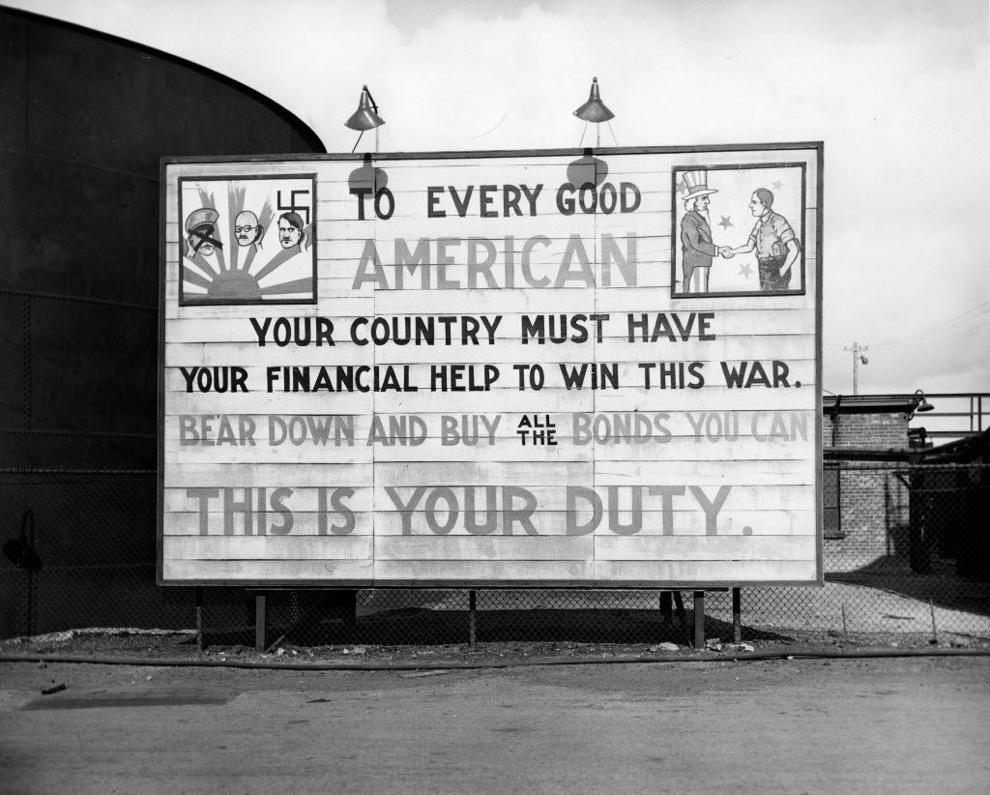 TO EVERY GOOD
AMERICAN
YOUR COUNTRY MUST HAVE
YOUR FINANCIAL HELP TO WIN THIS WAR.
BEAR DOWN AND BUY ALL THE BONDS YOU CAN
THIS IS YOUR DUTY.